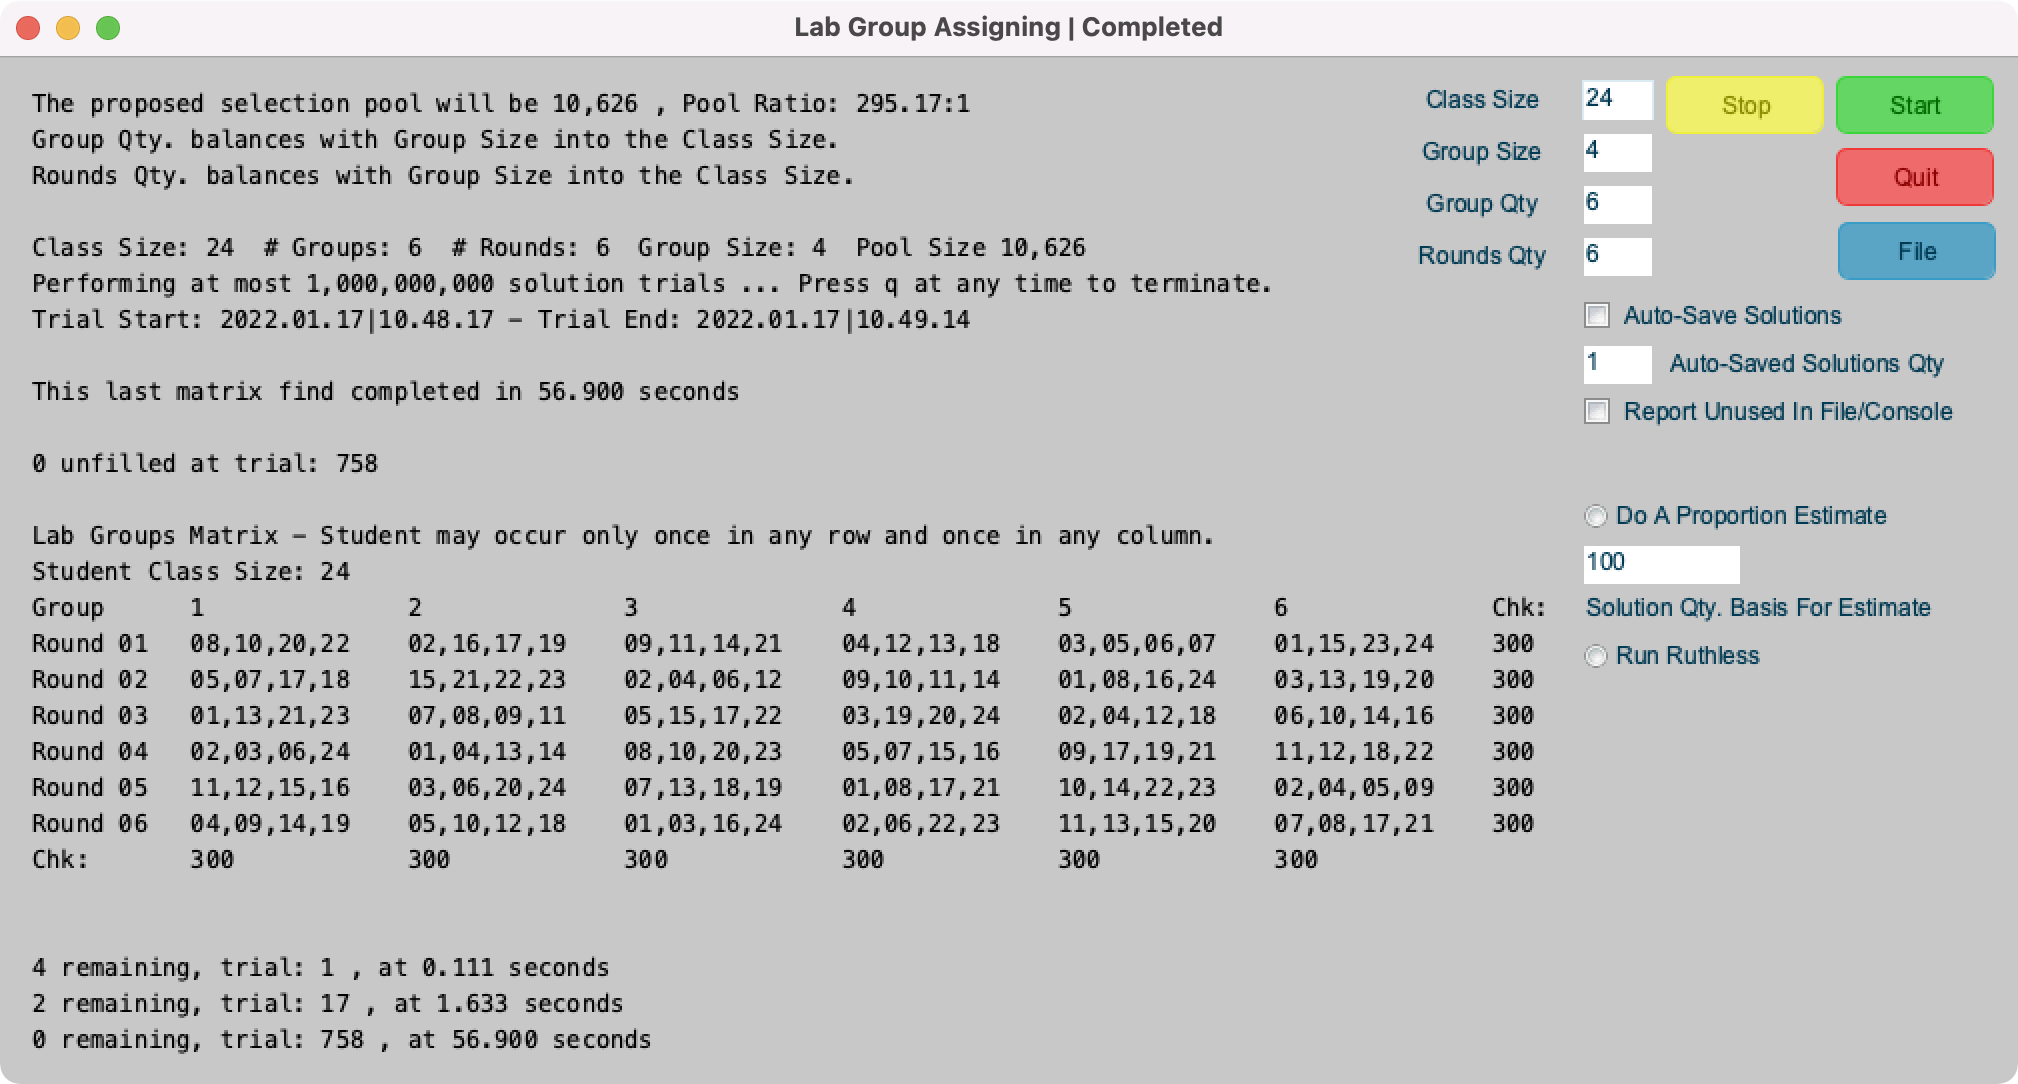 Lab Group Assigning | Completed
The proposed selection pool will be 10,626 , Pool Ratio: 295.17:1
Group Qty. balances with Group Size into the Class Size.
Rounds Qty. balances with Group Size into the Class Size.
Class Size: 24  # Groups: 6  # Rounds: 6  Group Size: 4  Pool Size 10,626
Performing at most 1,000,000,000 solution trials ... Press q at any time to terminate.
Trial Start: 2022.01.17|10.48.17 – Trial End: 2022.01.17|10.49.14
This last matrix find completed in 56.900 seconds
0 unfilled at trial: 758
Lab Groups Matrix – Student may occur only once in any row and once in any column.
Student Class Size: 24
Group 1 2 3 4 5 6 Chk:
Round 01 08,10,20,22 02,16,17,19 09,11,14,21 04,12,13,18 03,05,06,07 01,15,23,24 300
Round 02 05,07,17,18 15,21,22,23 02,04,06,12 09,10,11,14 01,08,16,24 03,13,19,20 300
Round 03 01,13,21,23 07,08,09,11 05,15,17,22 03,19,20,24 02,04,12,18 06,10,14,16 300
Round 04 02,03,06,24 01,04,13,14 08,10,20,23 05,07,15,16 09,17,19,21 11,12,18,22 300
Round 05 11,12,15,16 03,06,20,24 07,13,18,19 01,08,17,21 10,14,22,23 02,04,05,09 300
Round 06 04,09,14,19 05,10,12,18 01,03,16,24 02,06,22,23 11,13,15,20 07,08,17,21 300
Chk: 300 300 300 300 300 300
4 remaining, trial: 1 , at 0.111 seconds
2 remaining, trial: 17 , at 1.633 seconds
0 remaining, trial: 758 , at 56.900 seconds
Class Size 24 Stop Start
Group Size 4 Quit
Group Qty 6
Rounds Qty 6 File
Auto-Save Solutions
1 Auto-Saved Solutions Qty
Report Unused In File/Console
Do A Proportion Estimate
100
Solution Qty. Basis For Estimate
Run Ruthless